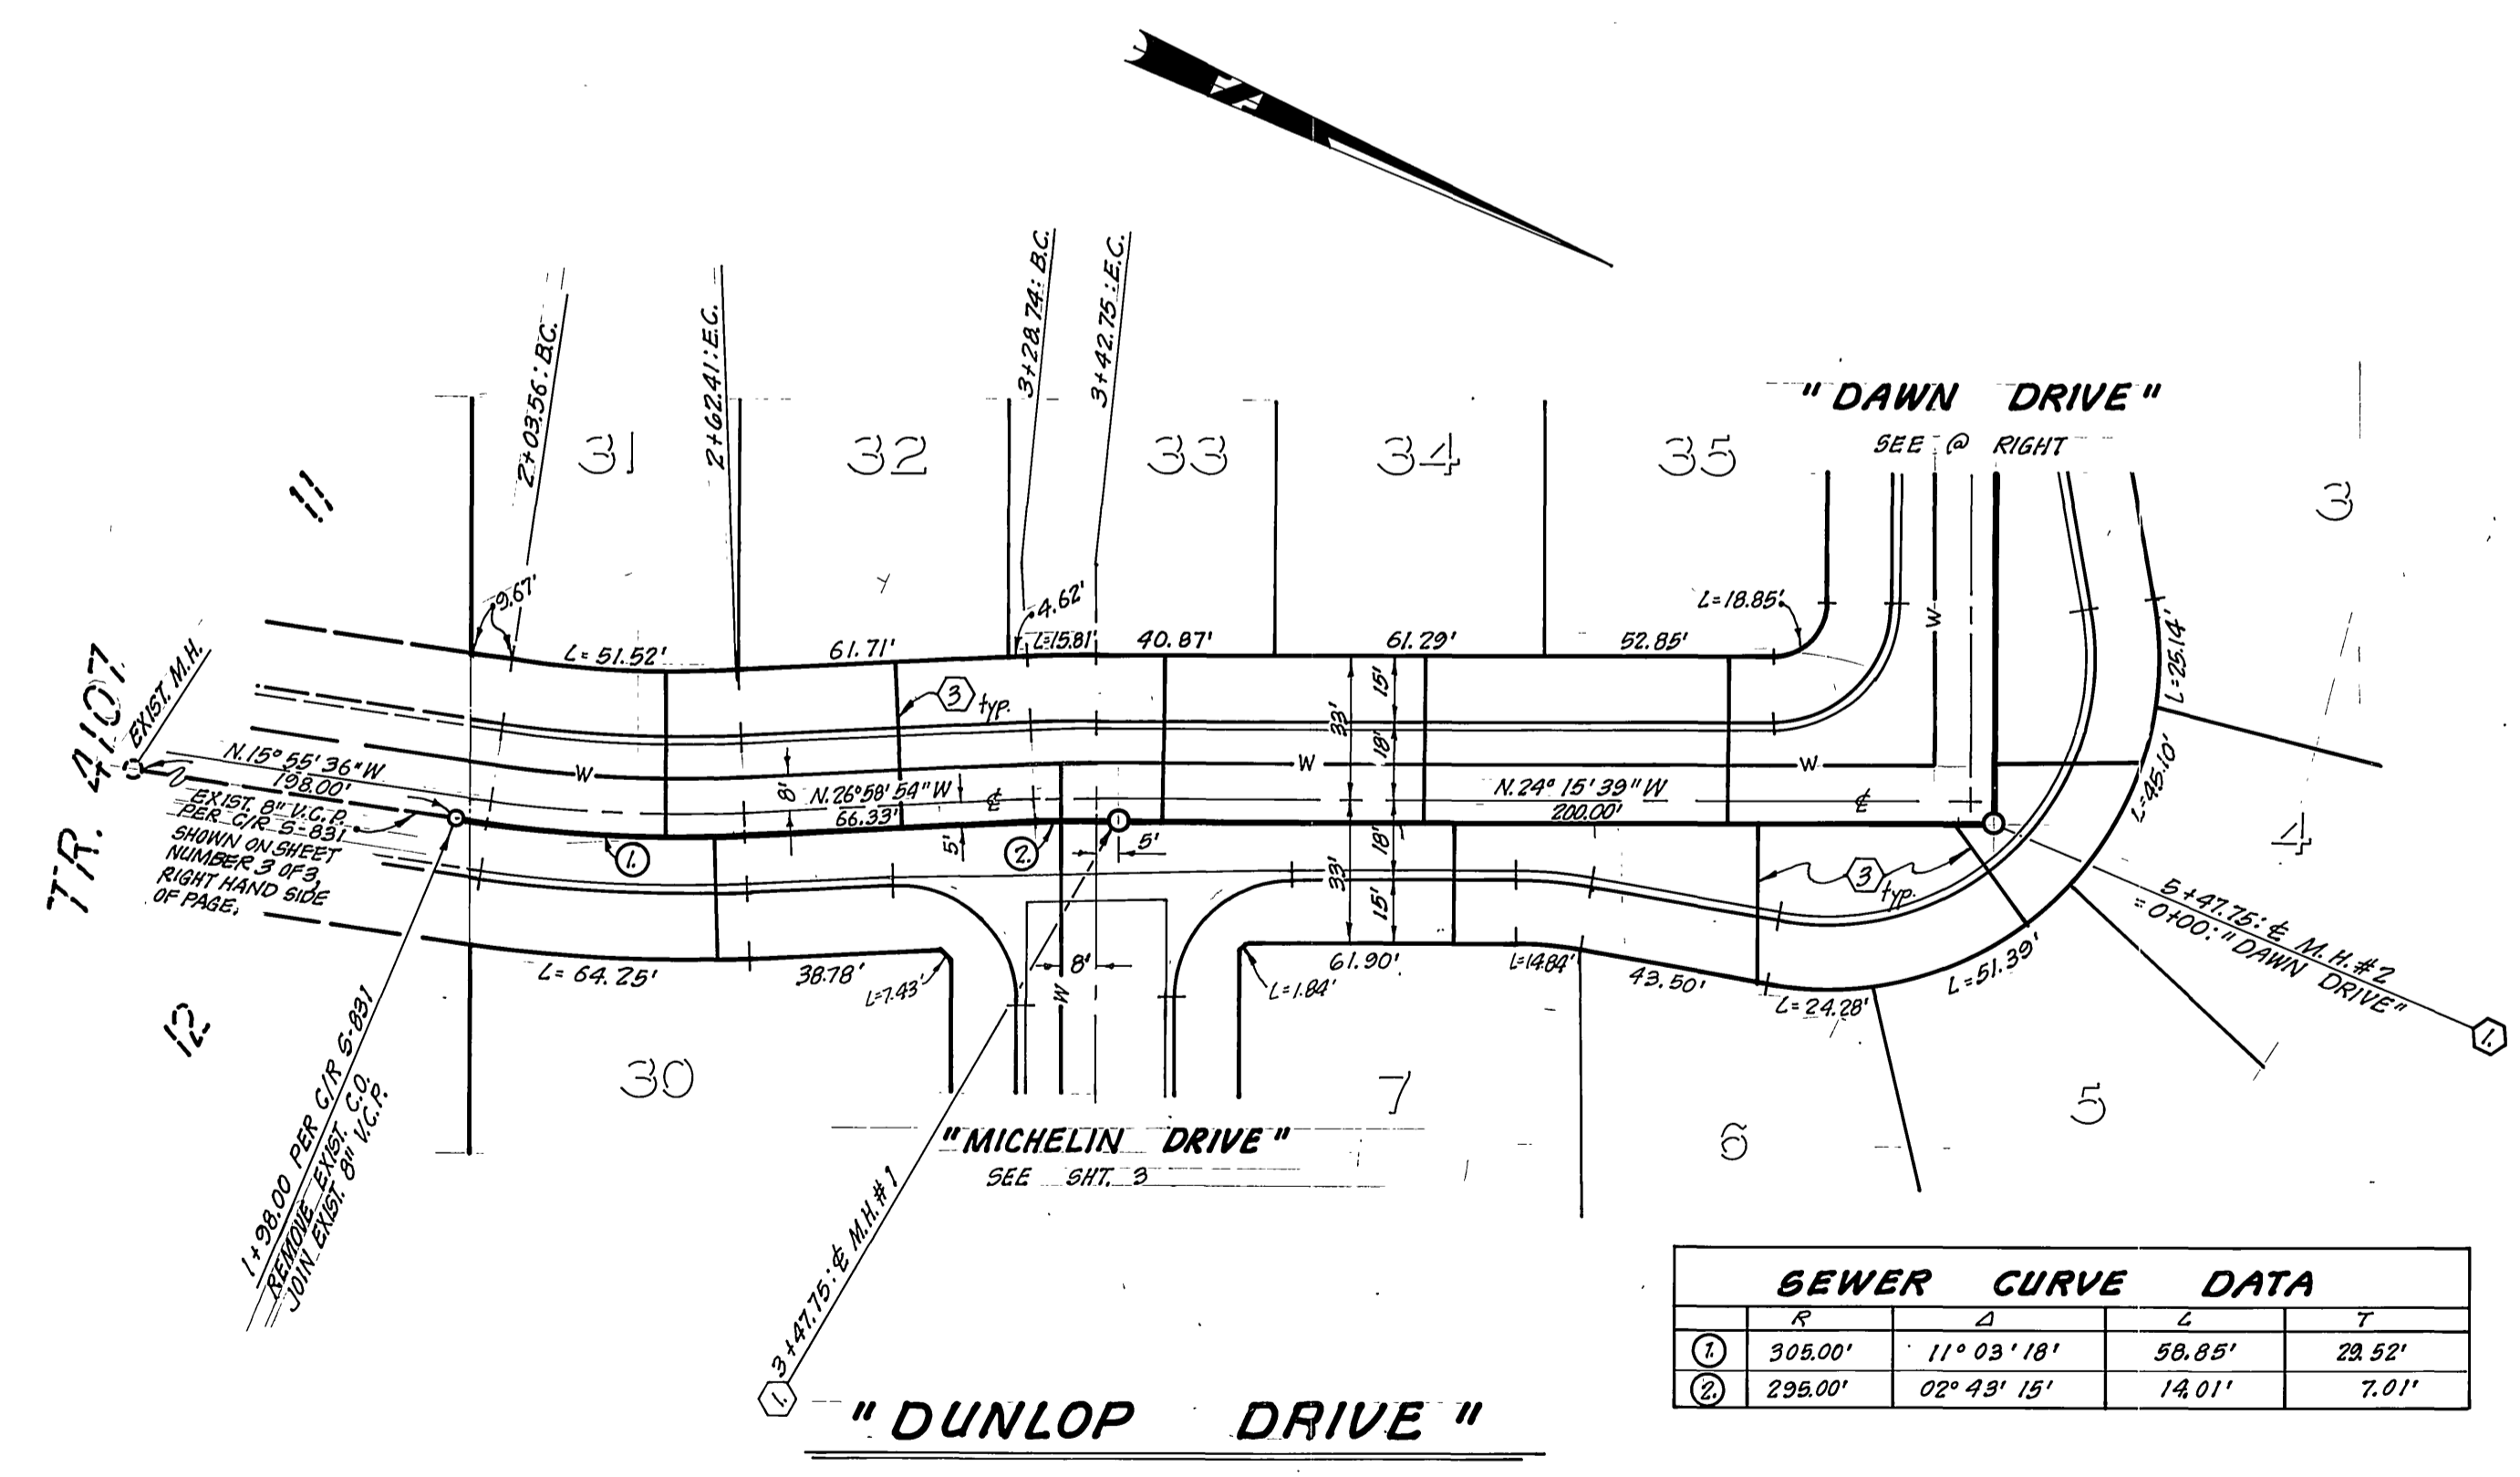 "DAWN DRIVE"
SEE @ RIGHT
2+03.56: B.C.
2+62.41: E.C.
3+28.74: B.C.
3+42.75: E.C.
11
31
32
33
34
35
3
9.67'
L= 51.52'
61.71'
4.62'
L=15.81'
40.87'
61.29'
52.85'
L=18.85'
W
L=25.14'
TR. 4107
EXIST. M.H.
3
typ.
33'
15'
18'
N.15° 55' 36" W
198.00'
EXIST. 8" V.C.P.
PER C/R S-831
SHOWN ON SHEET
NUMBER 3 OF 3,
RIGHT HAND SIDE
OF PAGE.
W
W
W
8'
N.26° 58' 54" W
66.33'
℄
N. 24° 15' 39" W
200.00'
℄
L=45.10'
4
1.
5'
2.
5'
33'
18'
15'
3
typ.
5+47.75: ℄ M.H. #2
= 0+00: "DAWN DRIVE"
1.
12
L= 64.25'
38.78'
L=7.43'
8'
W
L=1.84'
61.90'
L=14.84'
43.50'
L=24.28'
L=51.39'
30
7
6
5
1+98.00 PER C/R S-831
REMOVE EXIST. C.O.
JOIN EXIST. 8" V.C.P.
"MICHELIN DRIVE"
SEE SHT. 3
3+47.75: ℄ M.H. #1
1.
SEWER CURVE DATA
R Δ L T
1. 305.00' 11° 03' 18' 58.85' 29.52'
2. 295.00' 02° 43' 15' 14.01' 7.01'
"DUNLOP DRIVE"